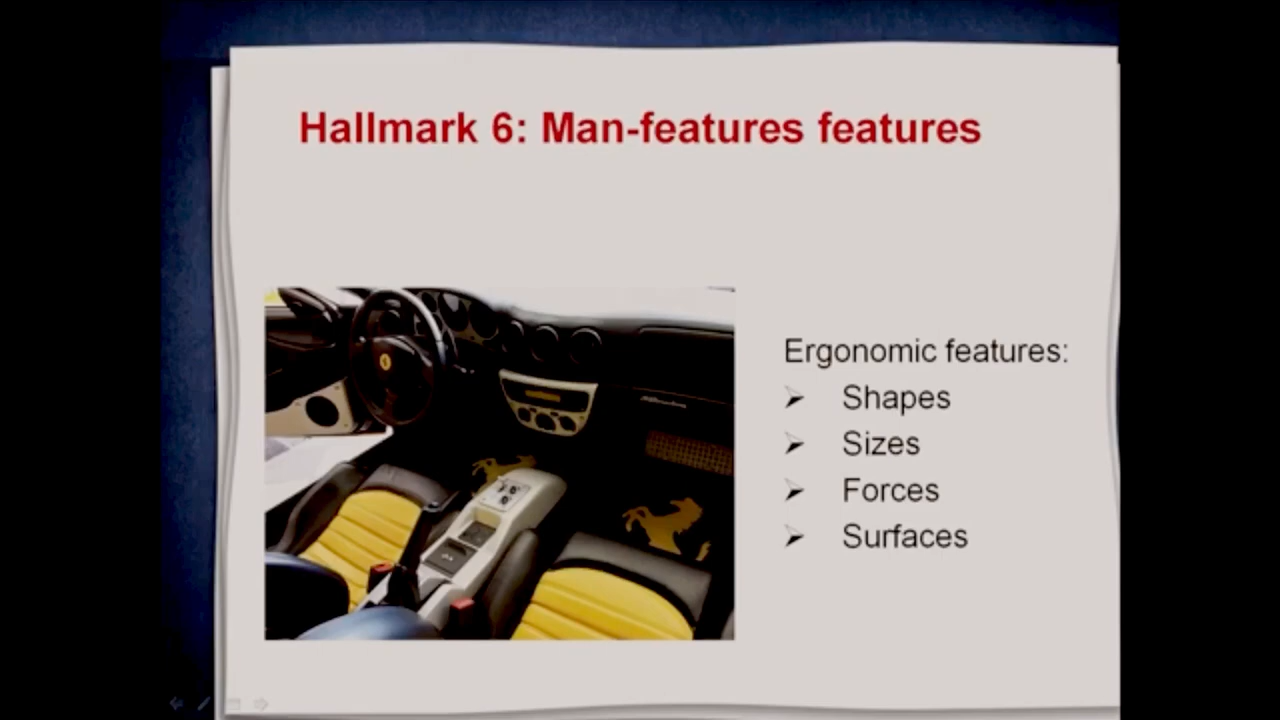 Hallmark 6: Man-features features
Ergonomic features:
Shapes
Sizes
Forces
Surfaces